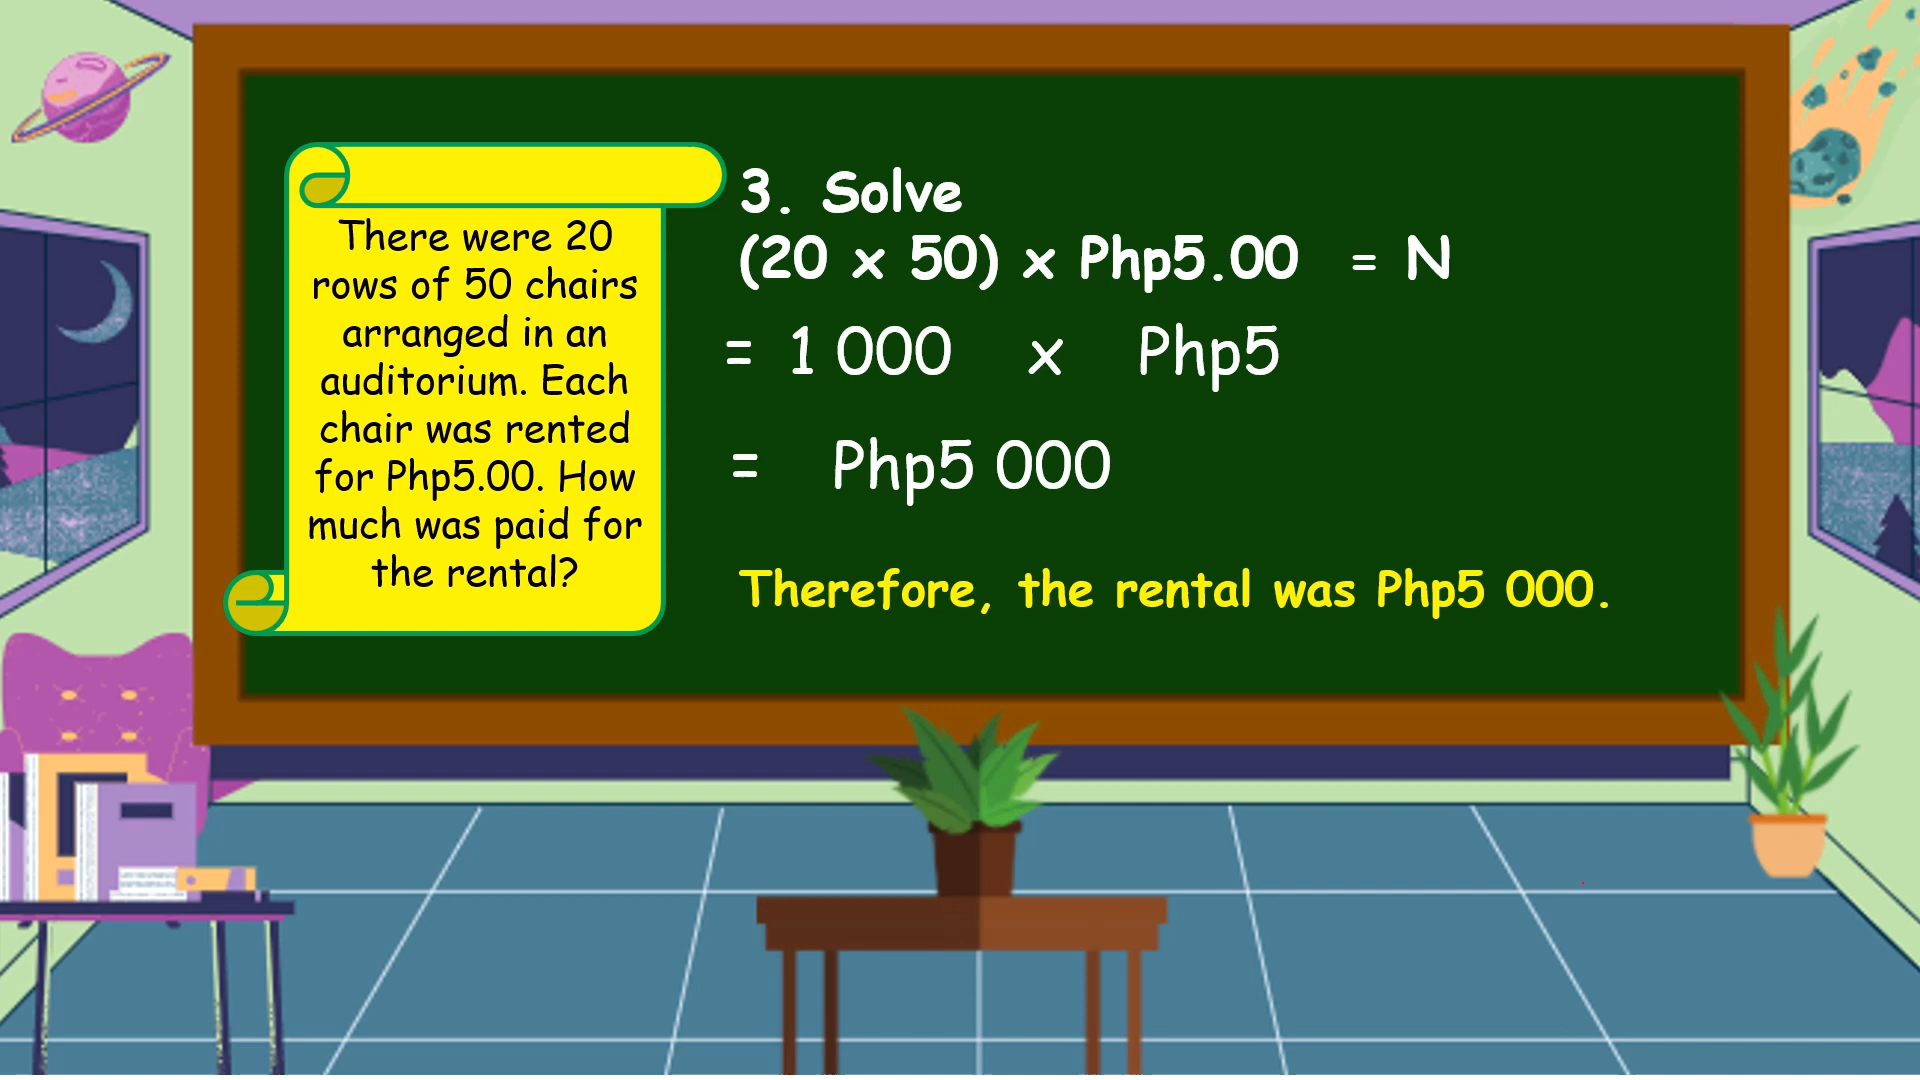 There were 20
rows of 50 chairs
arranged in an
auditorium. Each
chair was rented
for Php5.00. How
much was paid for
the rental?
3. Solve
(20 x 50) x Php5.00 = N
= 1 000 x Php5
= Php5 000
Therefore, the rental was Php5 000.